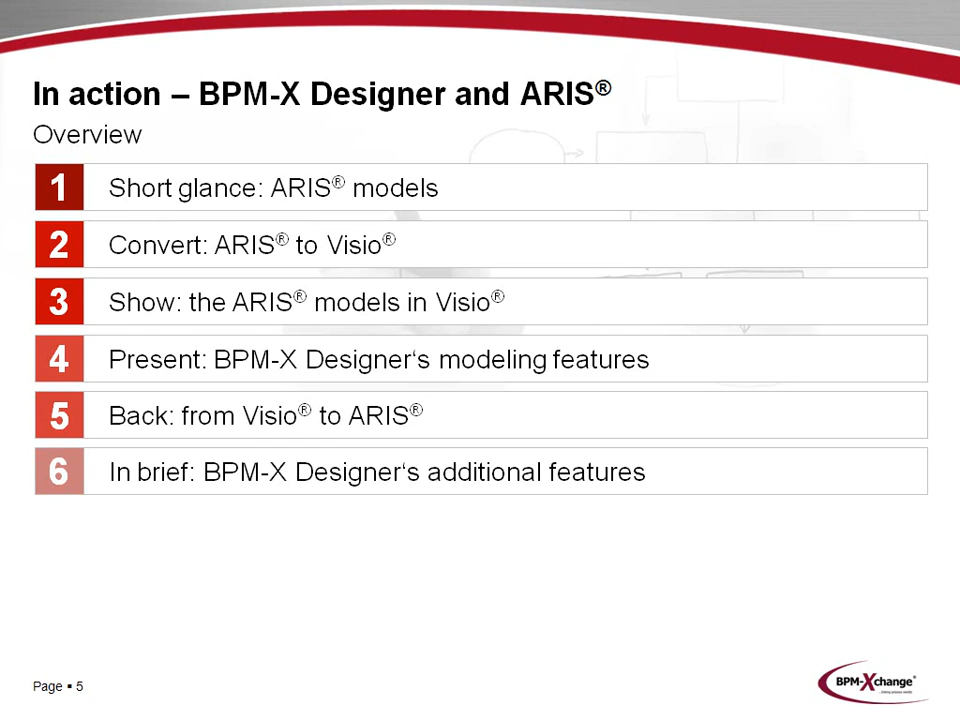 In action – BPM-X Designer and ARIS®
Overview
1 Short glance: ARIS® models
2 Convert: ARIS® to Visio®
3 Show: the ARIS® models in Visio®
4 Present: BPM-X Designer‘s modeling features
5 Back: from Visio® to ARIS®
6 In brief: BPM-X Designer‘s additional features
Page ▪ 5
BPM-Xchange®